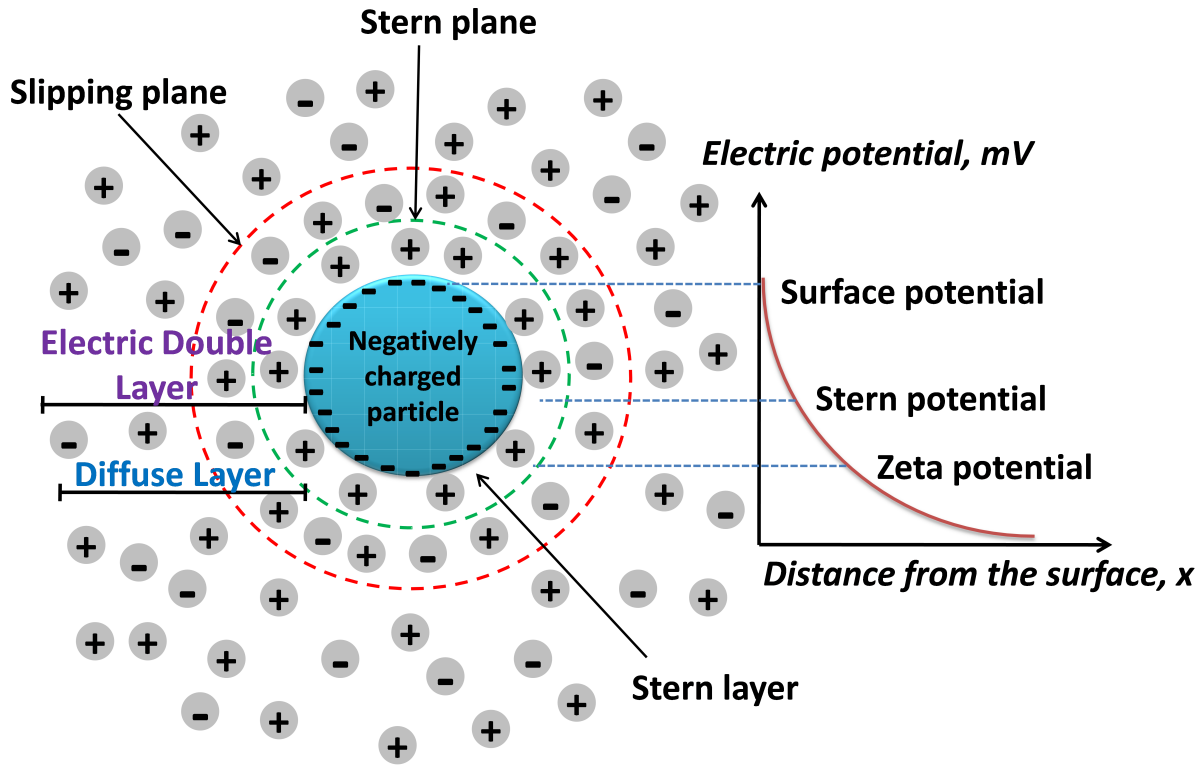 Stern plane
Slipping plane
Electric potential, mV
Surface potential
Electric Double
Layer
Negatively
charged
particle
Stern potential
Zeta potential
Diffuse Layer
Distance from the surface, x
Stern layer